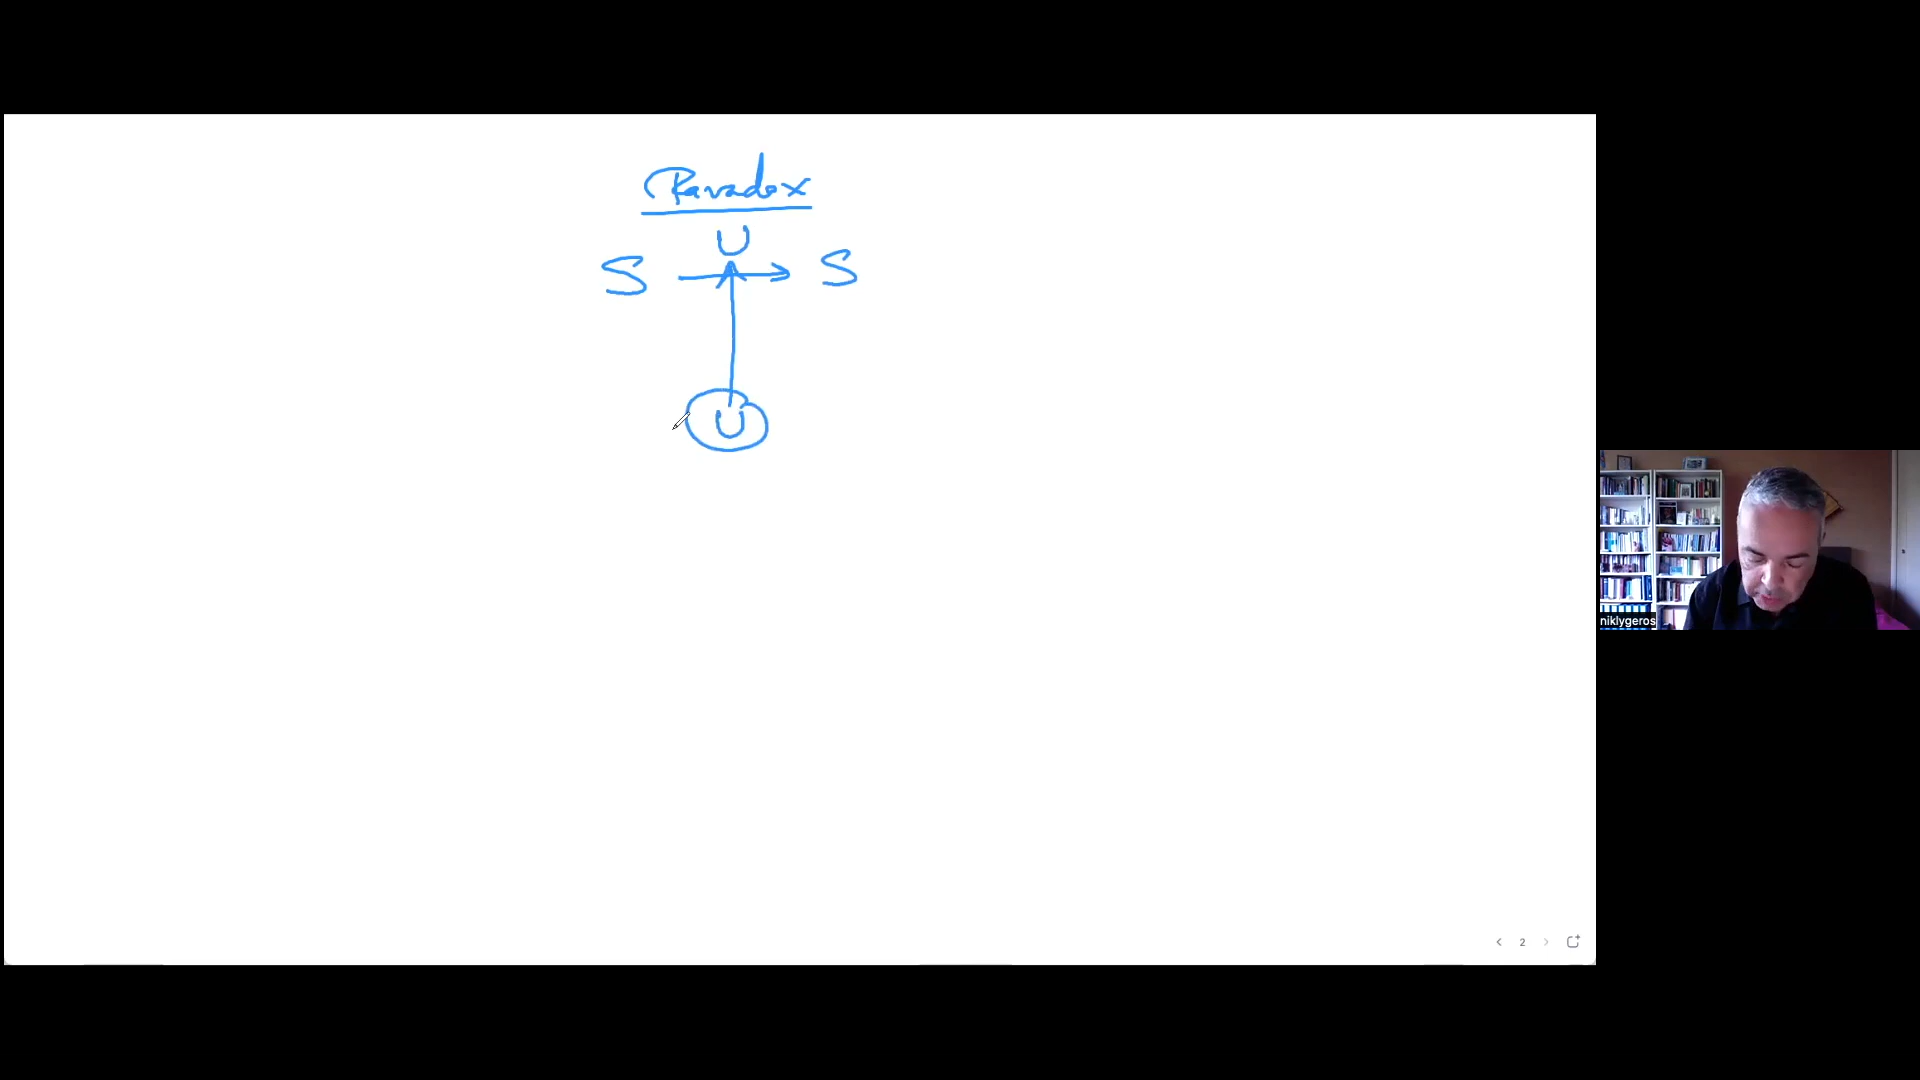 Paradox
U
S → S
U
niklygeros
2